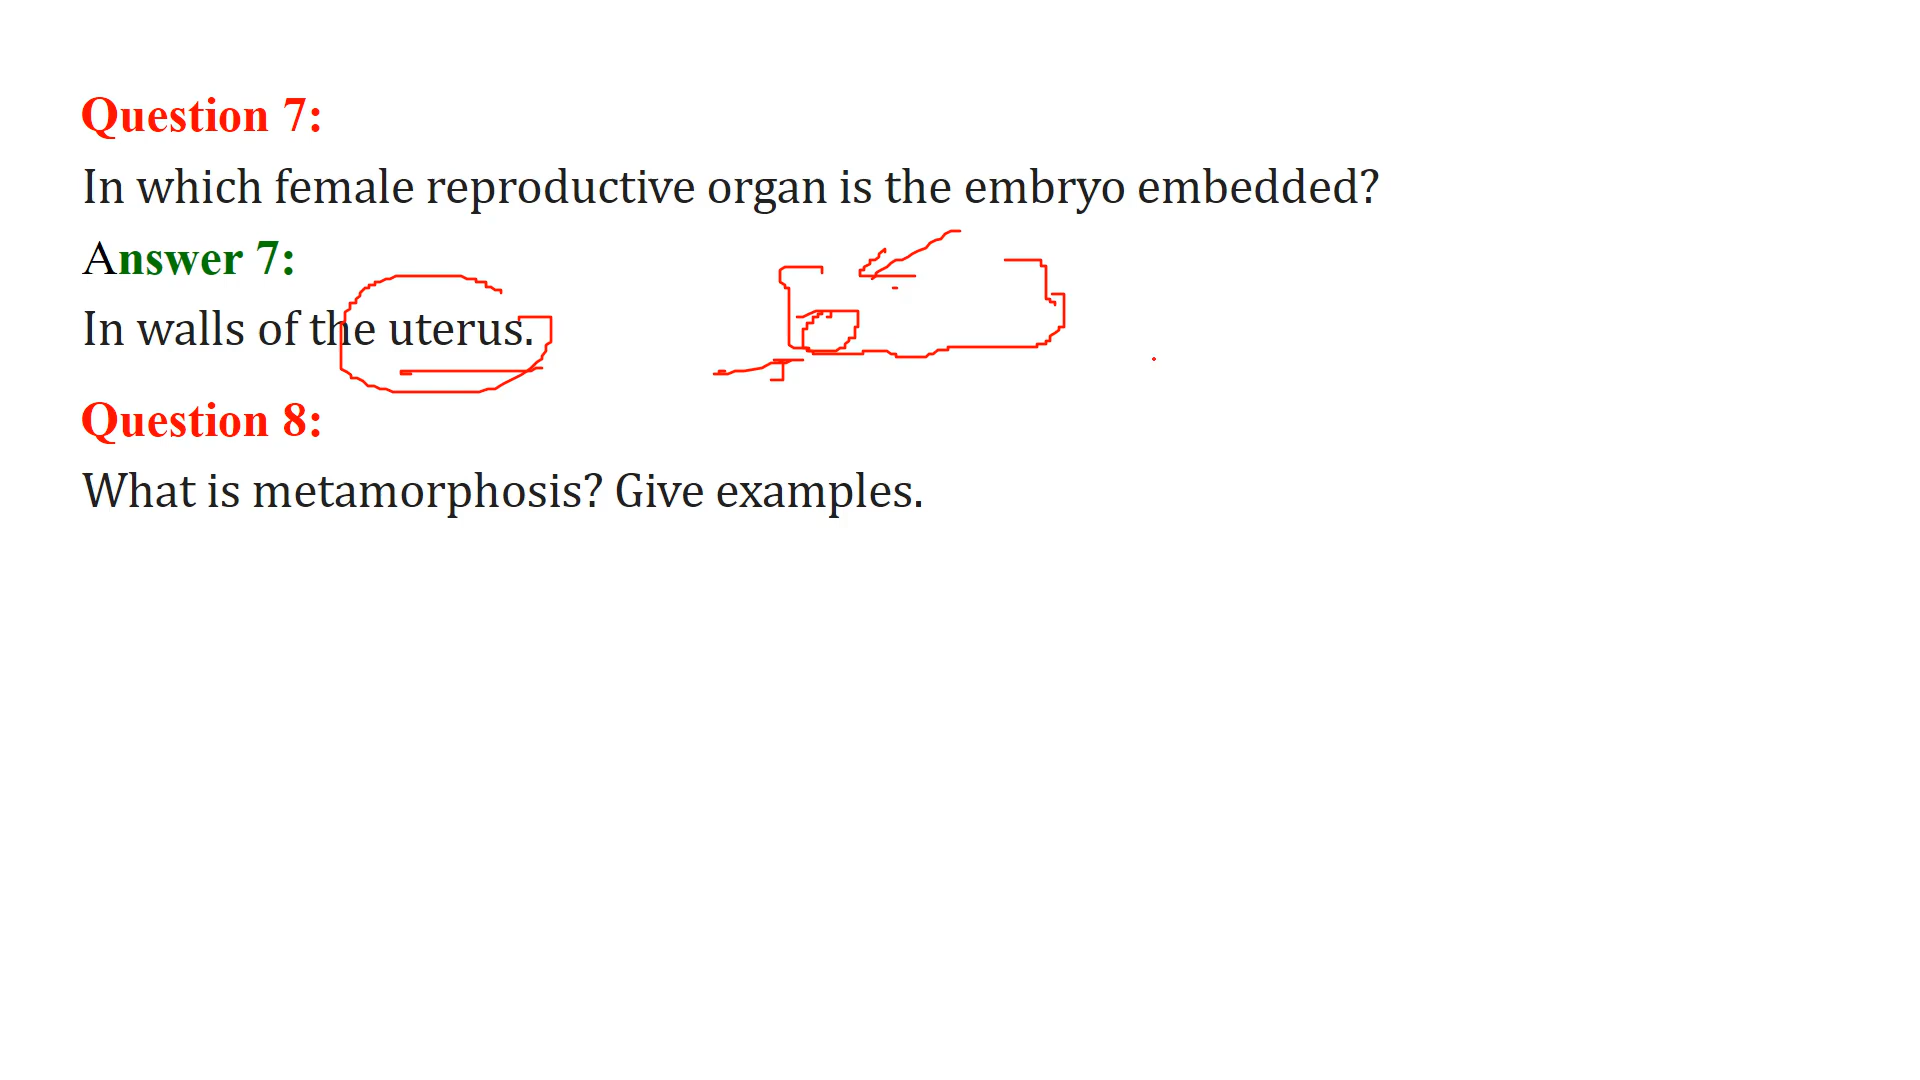 Question 7:
In which female reproductive organ is the embryo embedded?
Answer 7:
In walls of the uterus.
Question 8:
What is metamorphosis? Give examples.